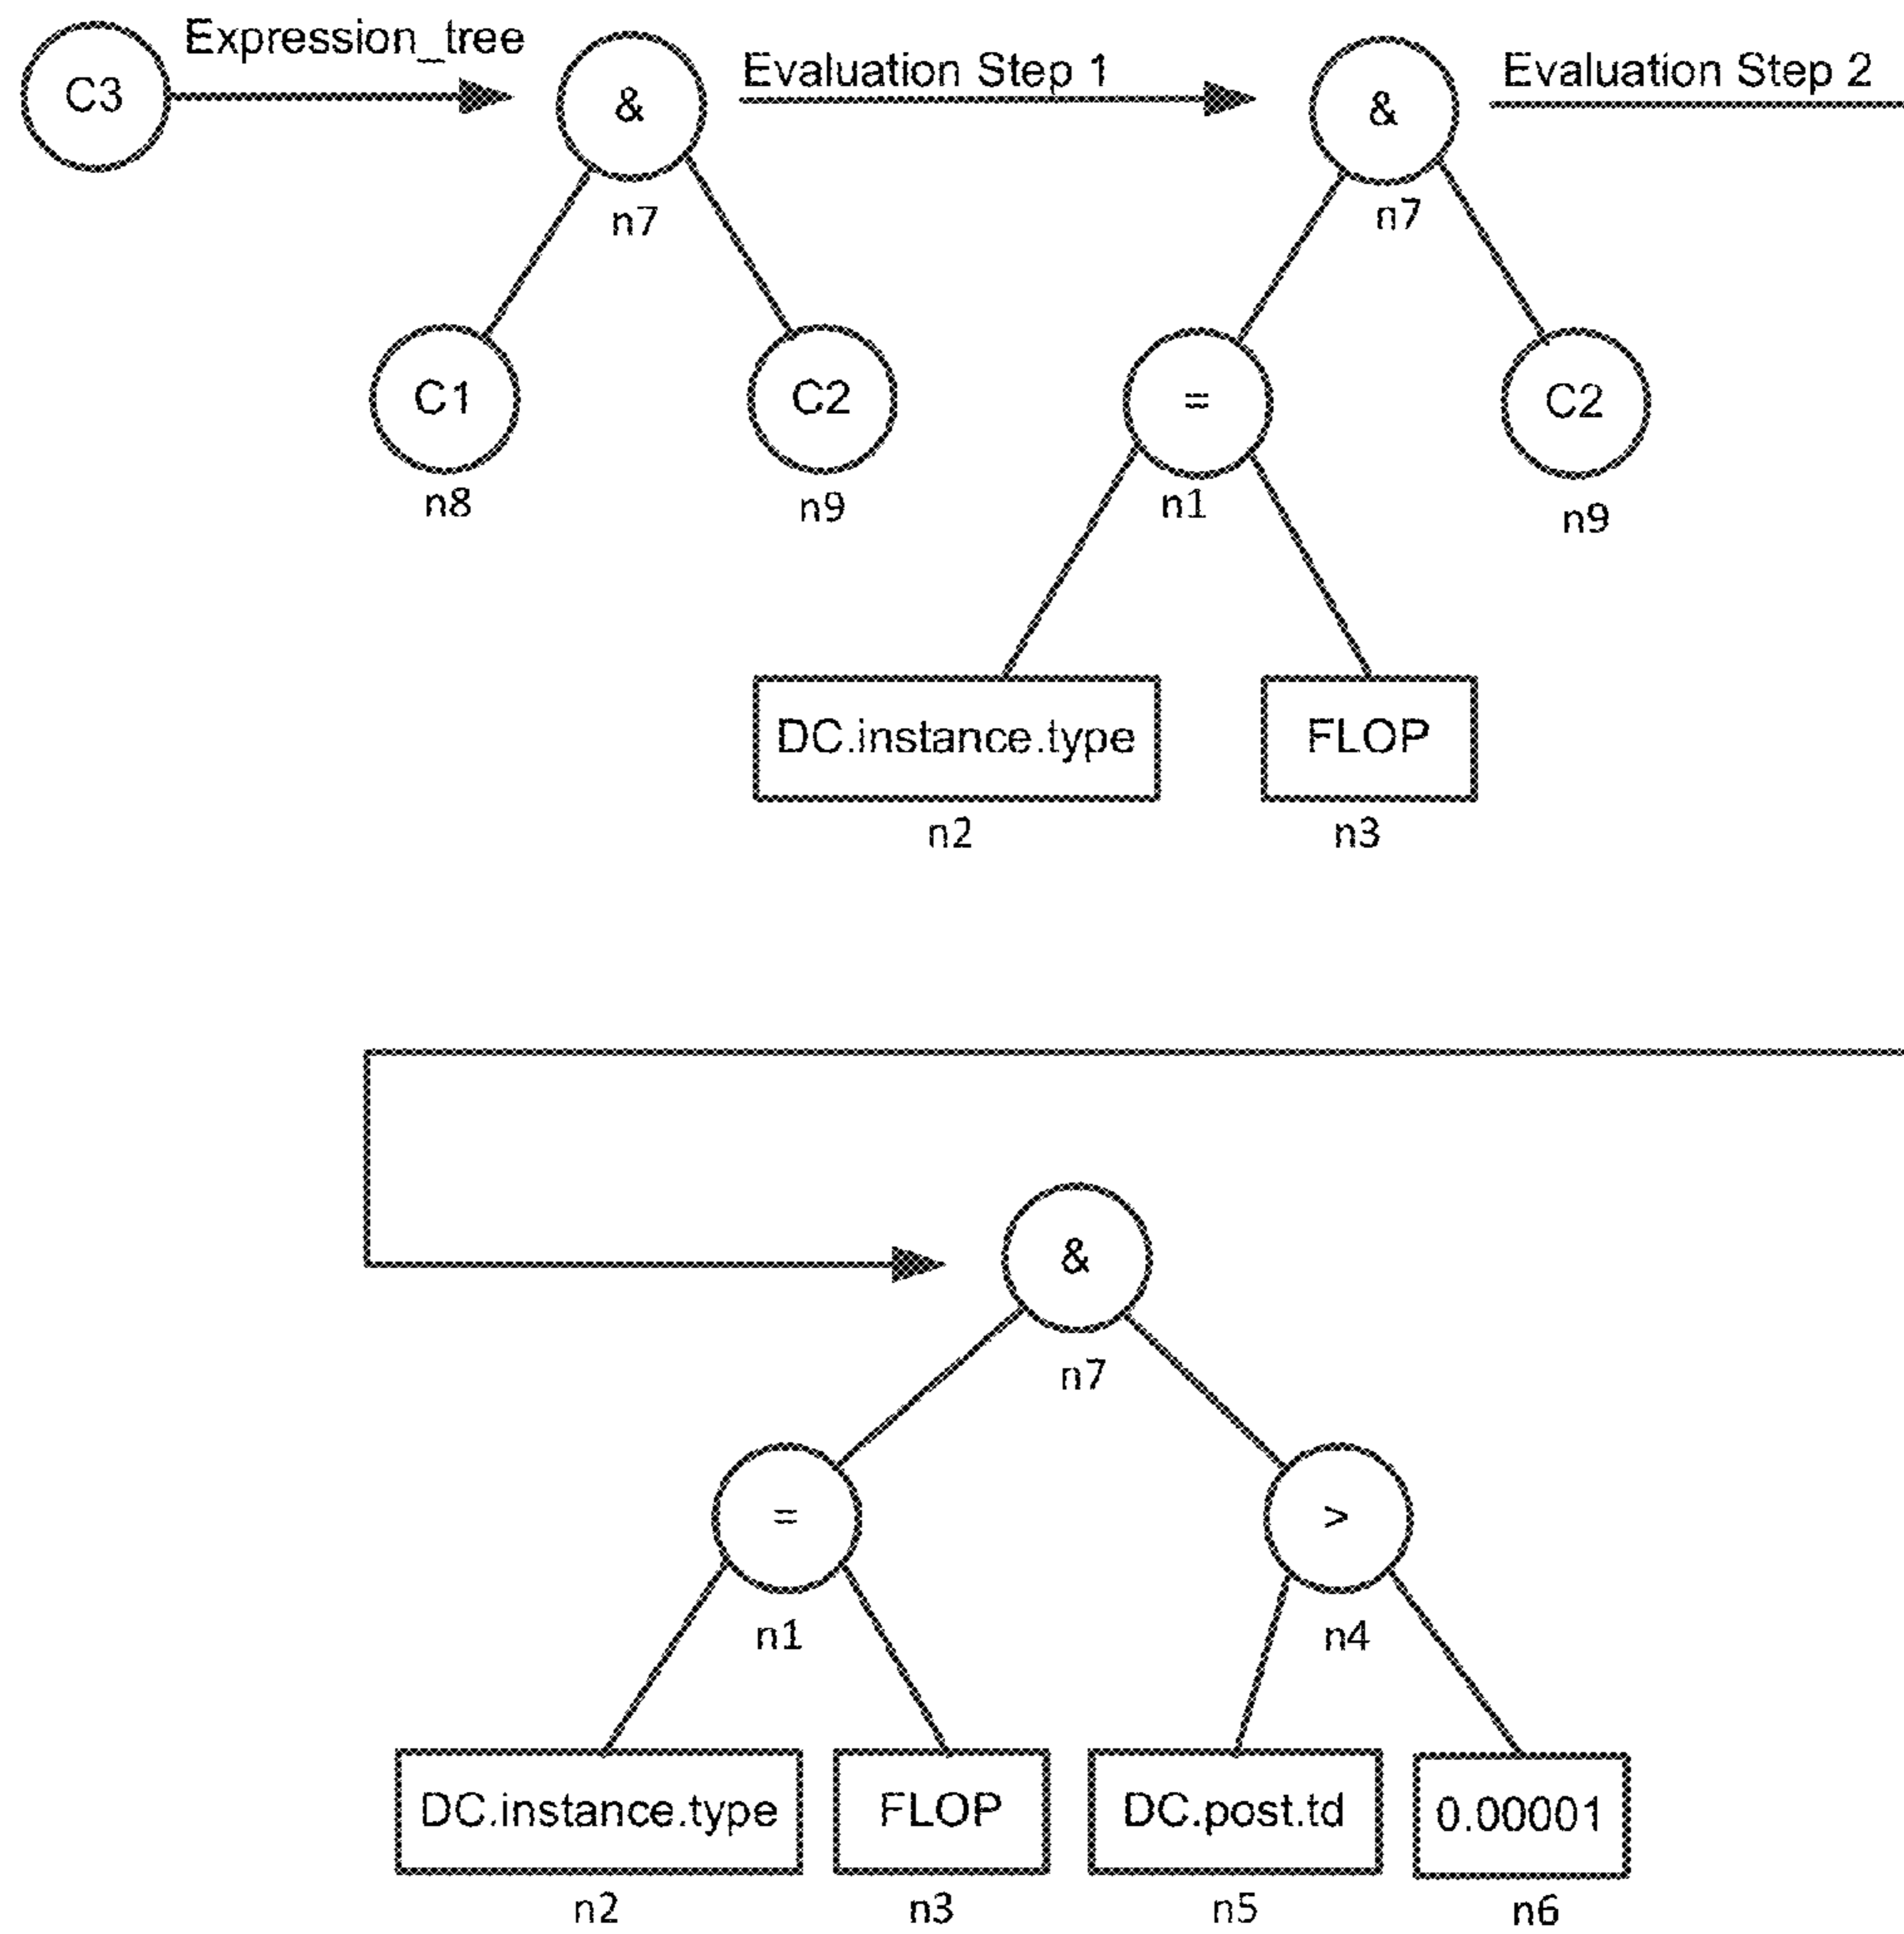 C3 Expression_tree & Evaluation Step 1 & Evaluation Step 2
n7 n7
C1 C2 = C2
n8 n9 n1 n9
DC.instance.type FLOP
n2 n3
&
n7
= >
n1 n4
DC.instance.type FLOP DC.post.td 0.00001
n2 n3 n5 n6